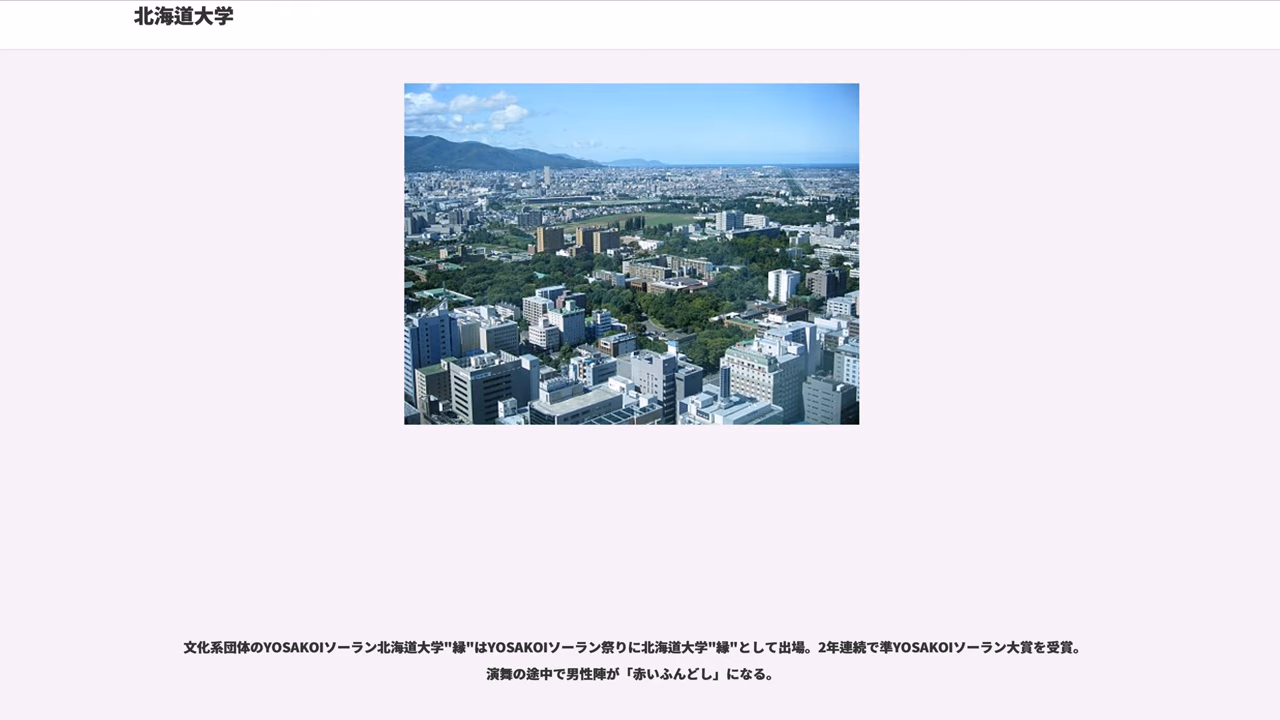 北海道大学
文化系団体のYOSAKOIソーラン北海道大学"縁"はYOSAKOIソーラン祭りに北海道大学"縁"として出場。2年連続で準YOSAKOIソーラン大賞を受賞。
演舞の途中で男性陣が「赤いふんどし」になる。